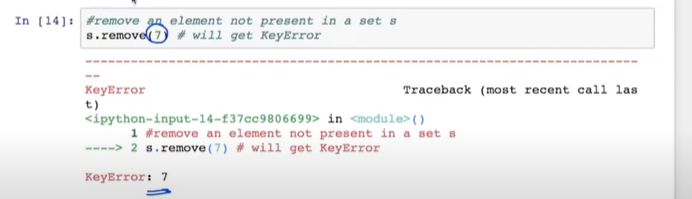 In [14]: #remove an element not present in a set s
s.remove(7) # will get KeyError
---------------------------------------------------------------------------
--
KeyError                                  Traceback (most recent call las
t)
<ipython-input-14-f37cc9806699> in <module>()
      1 #remove an element not present in a set s
----> 2 s.remove(7) # will get KeyError
KeyError: 7